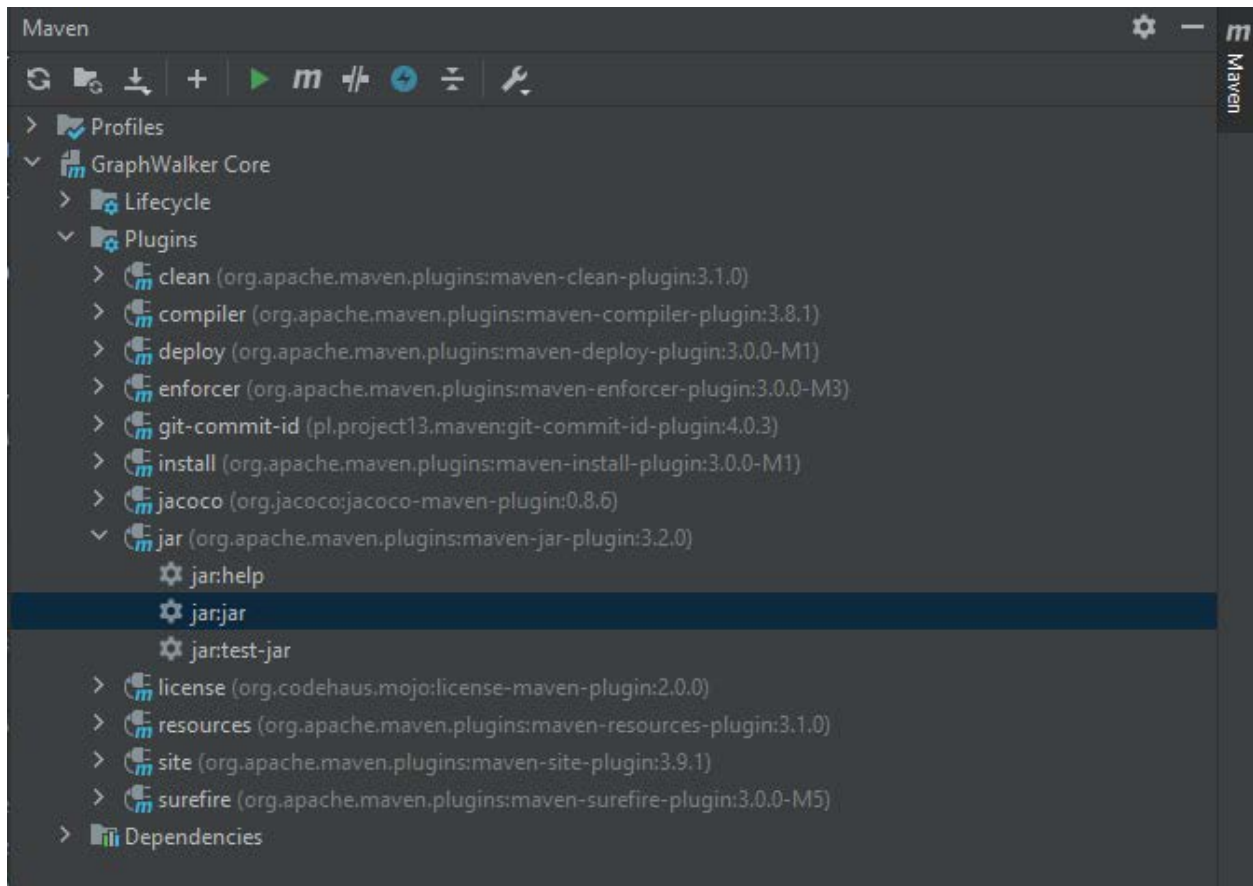 Maven
m
Maven
m
Profiles
GraphWalker Core
Lifecycle
Plugins
clean (org.apache.maven.plugins:maven-clean-plugin:3.1.0)
compiler (org.apache.maven.plugins:maven-compiler-plugin:3.8.1)
deploy (org.apache.maven.plugins:maven-deploy-plugin:3.0.0-M1)
enforcer (org.apache.maven.plugins:maven-enforcer-plugin:3.0.0-M3)
git-commit-id (pl.project13.maven:git-commit-id-plugin:4.0.3)
install (org.apache.maven.plugins:maven-install-plugin:3.0.0-M1)
jacoco (org.jacoco:jacoco-maven-plugin:0.8.6)
jar (org.apache.maven.plugins:maven-jar-plugin:3.2.0)
jar:help
jar:jar
jar:test-jar
license (org.codehaus.mojo:license-maven-plugin:2.0.0)
resources (org.apache.maven.plugins:maven-resources-plugin:3.1.0)
site (org.apache.maven.plugins:maven-site-plugin:3.9.1)
surefire (org.apache.maven.plugins:maven-surefire-plugin:3.0.0-M5)
Dependencies